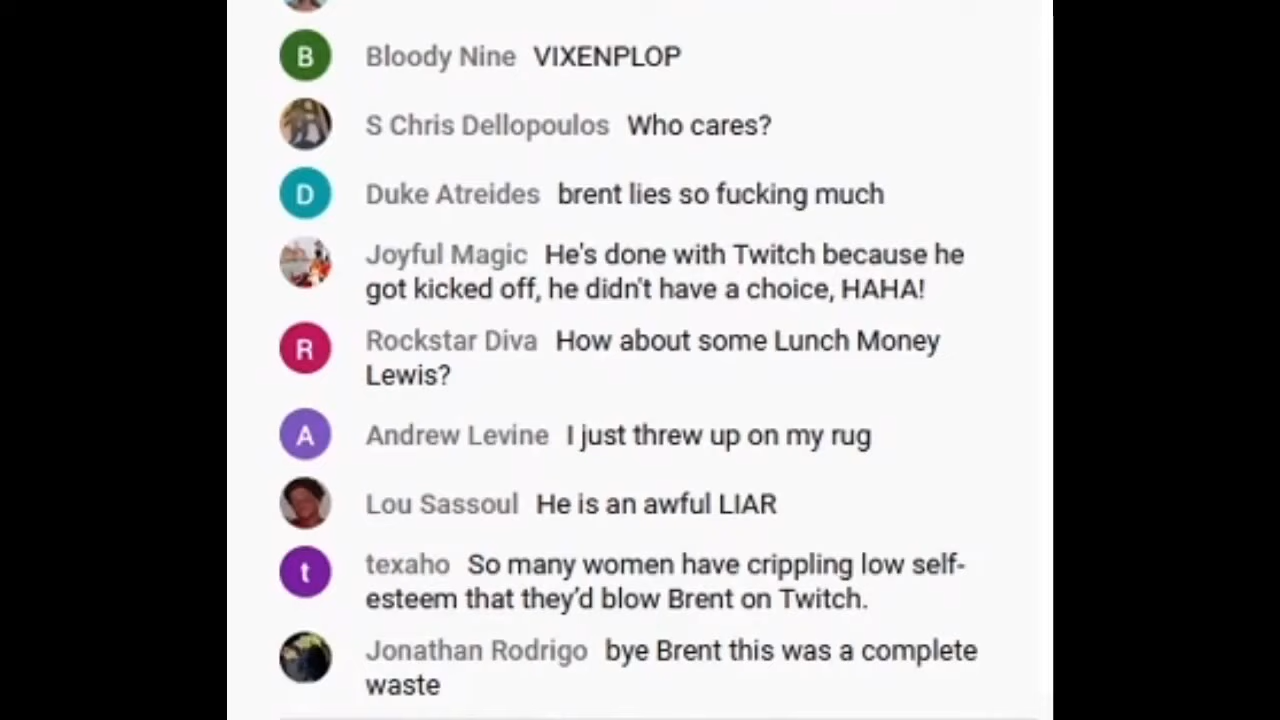 B Bloody Nine VIXENPLOP
S Chris Dellopoulos Who cares?
D Duke Atreides brent lies so fucking much
Joyful Magic He's done with Twitch because he
got kicked off, he didn't have a choice, HAHA!
R Rockstar Diva How about some Lunch Money
Lewis?
A Andrew Levine I just threw up on my rug
Lou Sassoul He is an awful LIAR
t texaho So many women have crippling low self-
esteem that they'd blow Brent on Twitch.
Jonathan Rodrigo bye Brent this was a complete
waste